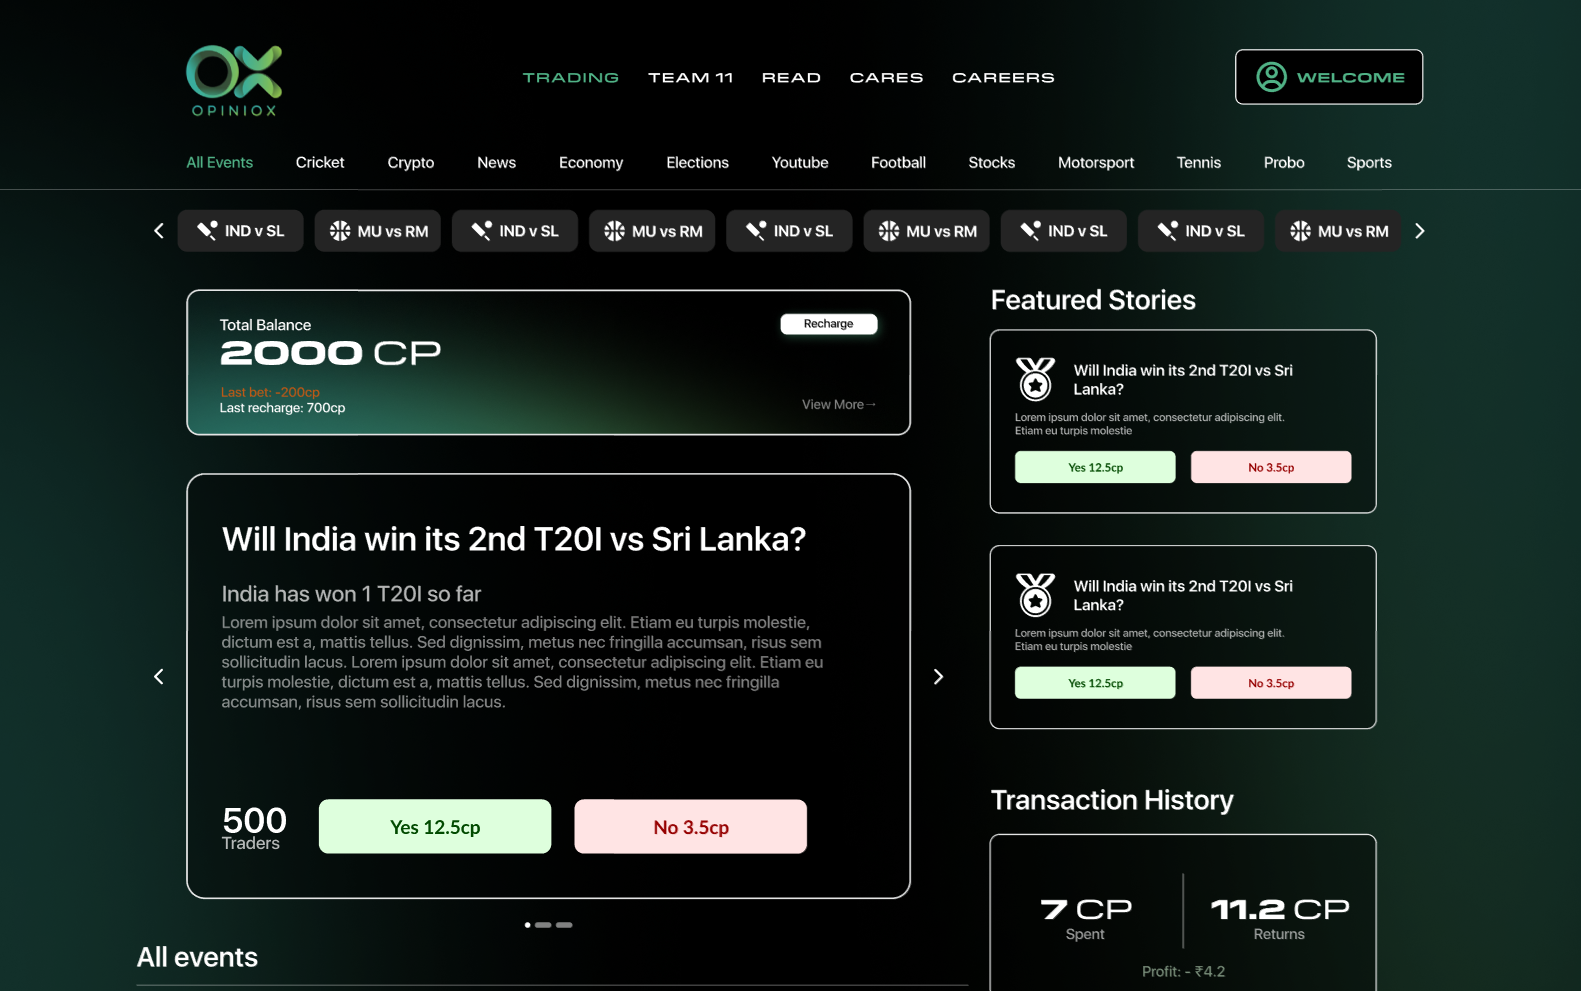 OPINIOX
TRADING TEAM 11 READ CARES CAREERS
WELCOME
All Events Cricket Crypto News Economy Elections Youtube Football Stocks Motorsport Tennis Probo Sports
IND v SL MU vs RM IND v SL MU vs RM IND v SL MU vs RM IND v SL IND v SL MU vs RM
Total Balance
Recharge
2000 CP
Last bet: -200cp
Last recharge: 700cp
View More→
Will India win its 2nd T20I vs Sri Lanka?
India has won 1 T20I so far
Lorem ipsum dolor sit amet, consectetur adipiscing elit. Etiam eu turpis molestie,
dictum est a, mattis tellus. Sed dignissim, metus nec fringilla accumsan, risus sem
sollicitudin lacus. Lorem ipsum dolor sit amet, consectetur adipiscing elit. Etiam eu
turpis molestie, dictum est a, mattis tellus. Sed dignissim, metus nec fringilla
accumsan, risus sem sollicitudin lacus.
500
Traders
Yes 12.5cp
No 3.5cp
All events
Featured Stories
Will India win its 2nd T20I vs Sri
Lanka?
Lorem ipsum dolor sit amet, consectetur adipiscing elit.
Etiam eu turpis molestie
Yes 12.5cp
No 3.5cp
Will India win its 2nd T20I vs Sri
Lanka?
Lorem ipsum dolor sit amet, consectetur adipiscing elit.
Etiam eu turpis molestie
Yes 12.5cp
No 3.5cp
Transaction History
7 CP
Spent
11.2 CP
Returns
Profit: - ₹4.2